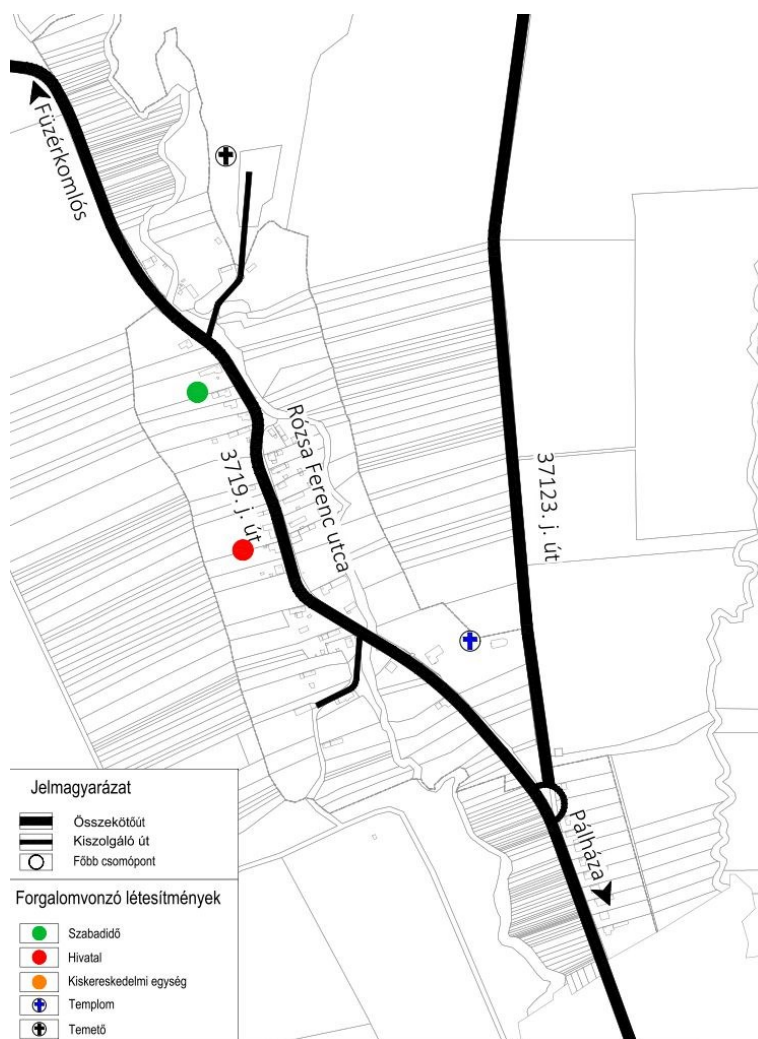 Füzérkomlós
Rózsa Ferenc utca
3719. j. út
37123. j. út
Pálháza
Jelmagyarázat
Összekötőút
Kiszolgáló út
Főbb csomópont
Forgalomvonzó létesítmények
Szabadidő
Hivatal
Kiskereskedelmi egység
Templom
Temető